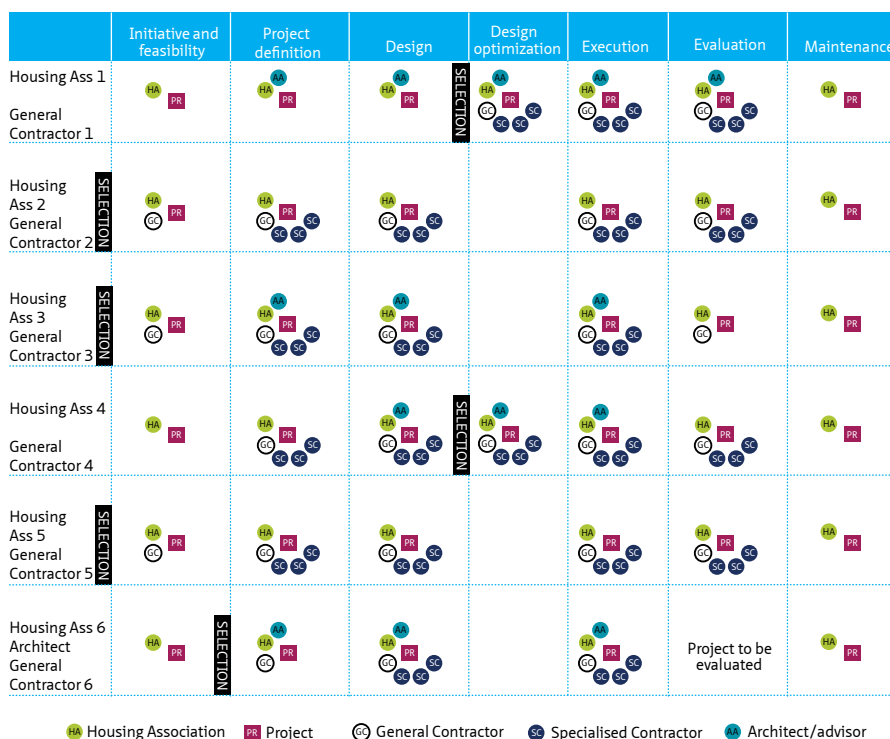 Initiative and
feasibility
Project
definition
Design
Design
optimization
Execution
Evaluation
Maintenance
Housing Ass 1
General
Contractor 1
HA
PR
AA
HA
PR
AA
HA
PR
SELECTION
AA
HA
PR
GC SC
SC SC
AA
HA
PR
GC SC
SC SC
AA
HA
PR
GC SC
SC SC
HA
PR
Housing
Ass 2
General
Contractor 2
SELECTION
HA
PR
GC
HA
PR
GC SC
SC SC
HA
PR
GC SC
SC SC
HA
PR
GC SC
SC SC
HA
PR
GC SC
SC SC
HA
PR
Housing
Ass 3
General
Contractor 3
SELECTION
HA
PR
GC
AA
HA
PR
GC SC
SC SC
AA
HA
PR
GC SC
SC SC
AA
HA
PR
GC SC
SC SC
HA
PR
GC
HA
PR
Housing Ass 4
General
Contractor 4
HA
PR
HA
PR
GC SC
SC SC
AA
HA
PR
GC SC
SC SC
SELECTION
AA
HA
PR
GC
SC SC
AA
HA
PR
GC SC
SC SC
HA
PR
GC SC
SC SC
HA
PR
Housing
Ass 5
General
Contractor 5
SELECTION
HA
PR
GC
HA
PR
GC SC
SC SC
HA
PR
GC SC
SC SC
HA
PR
GC SC
SC SC
HA
PR
GC SC
SC SC
HA
PR
Housing Ass 6
Architect
General
Contractor 6
HA
PR
SELECTION
AA
HA
PR
GC
AA
HA
PR
GC SC
SC SC
AA
HA
PR
GC SC
SC SC
Project to be
evaluated
HA
PR
HA Housing Association PR Project GC General Contractor SC Specialised Contractor AA Architect/advisor